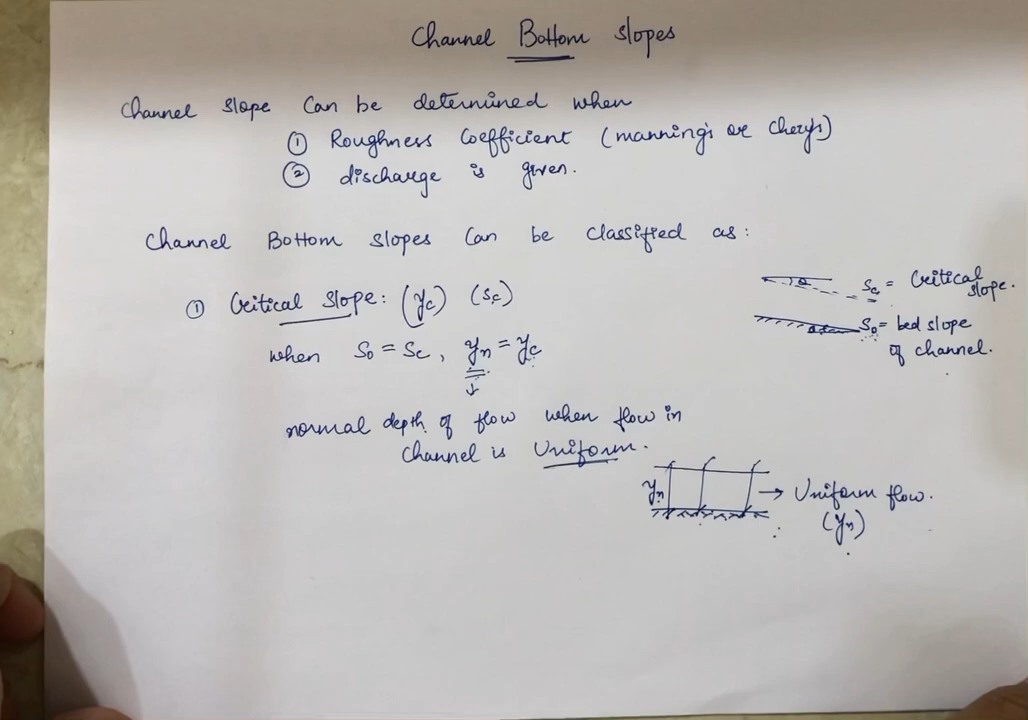 Channel Bottom slopes
Channel slope can be determined when
① Roughness Coefficient (manning's or Chezy's)
② discharge is given.
Channel Bottom slopes can be classified as:
① Critical slope: (yc) (Sc)
when S₀ = Sc, yn = yc
normal depth of flow when flow in
channel is Uniform.
Sc = Critical
slope.
S₀ = bed slope
of channel.
yn → Uniform flow.
(yn)